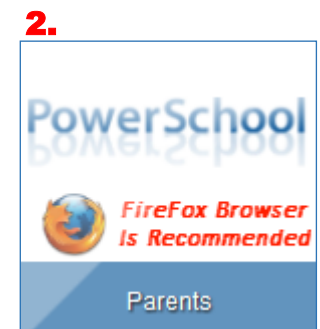 2.
PowerSchool
FireFox Browser
Is Recommended
Parents